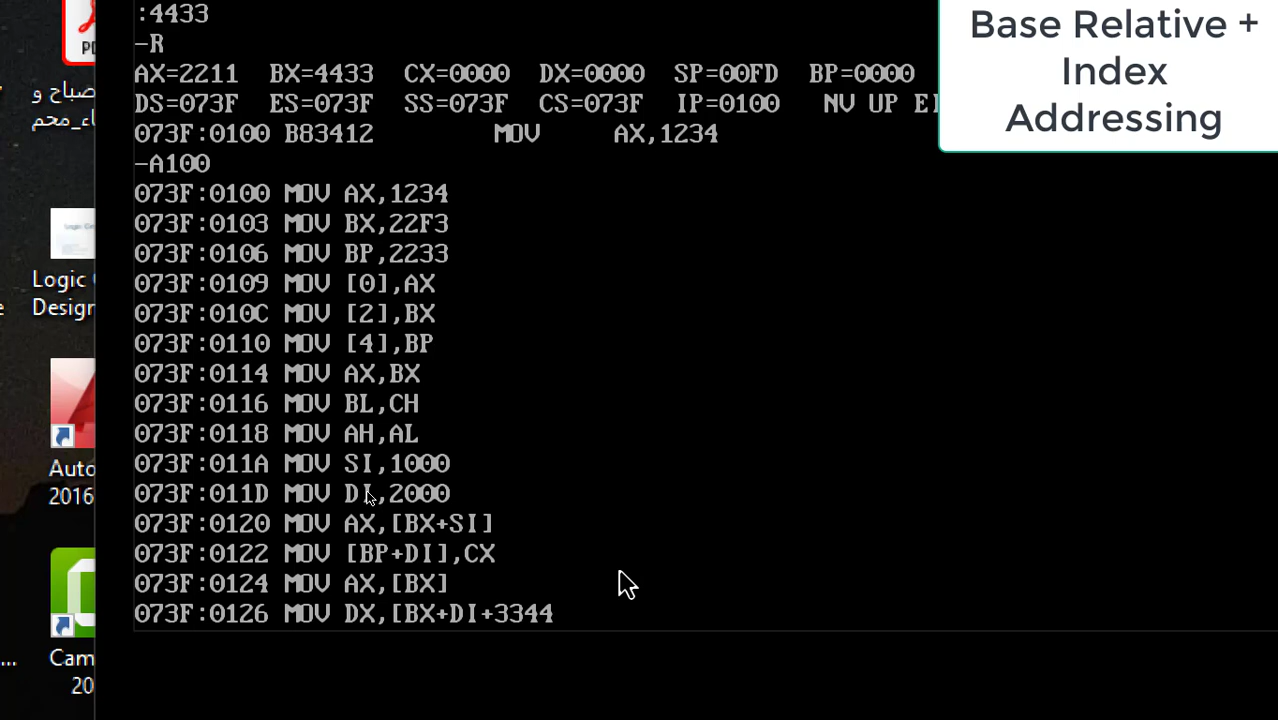 :4433
-R
AX=2211 BX=4433 CX=0000 DX=0000 SP=00FD BP=0000
DS=073F ES=073F SS=073F CS=073F IP=0100 NV UP EI
073F:0100 B83412 MOV AX,1234
-A100
073F:0100 MOV AX,1234
073F:0103 MOV BX,22F3
073F:0106 MOV BP,2233
073F:0109 MOV [0],AX
073F:010C MOV [2],BX
073F:0110 MOV [4],BP
073F:0114 MOV AX,BX
073F:0116 MOV BL,CH
073F:0118 MOV AH,AL
073F:011A MOV SI,1000
073F:011D MOV DI,2000
073F:0120 MOV AX,[BX+SI]
073F:0122 MOV [BP+DI],CX
073F:0124 MOV AX,[BX]
073F:0126 MOV DX,[BX+DI+3344
Base Relative +
Index
Addressing
PD
صباح و
اء_محم
Logic
Design
e
Auto
2016
Cam
20
...